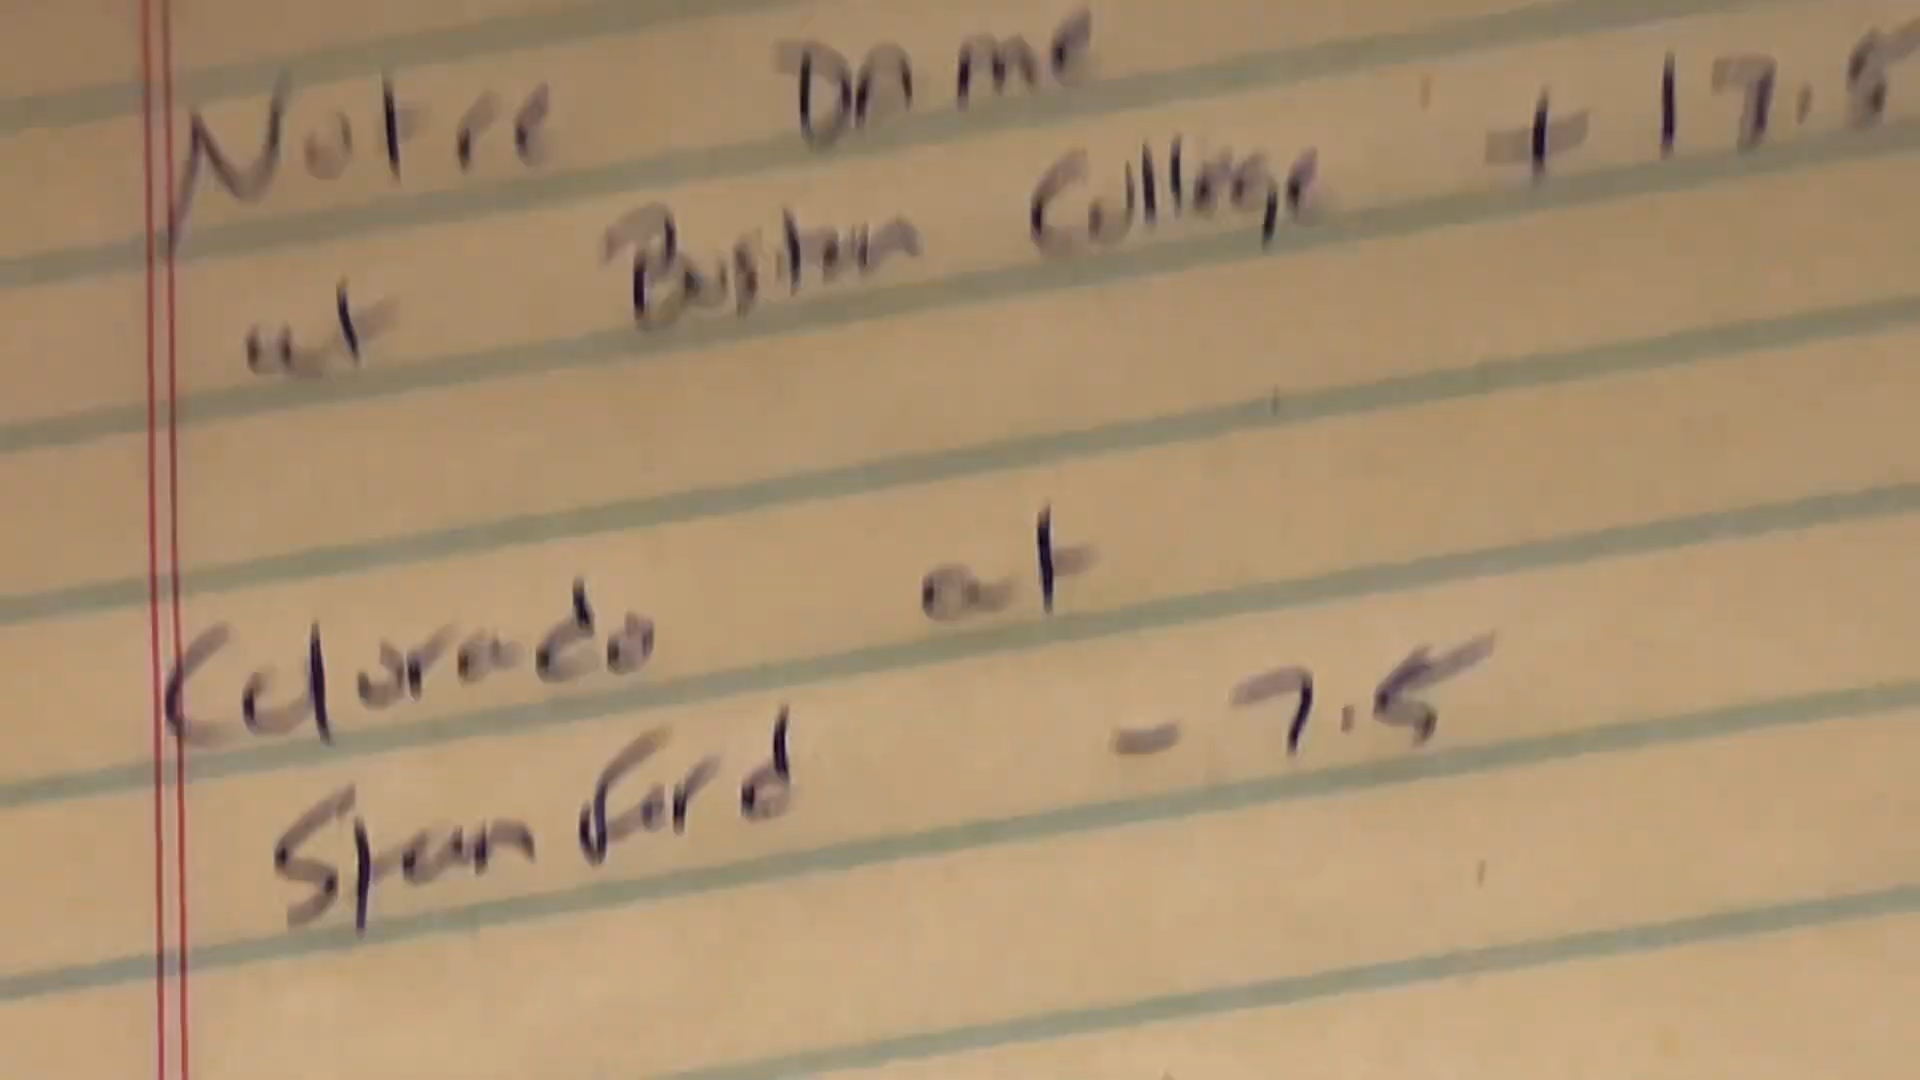 Notre Dame
at Boston College + 17.5
Colorado at
Stanford - 7.5